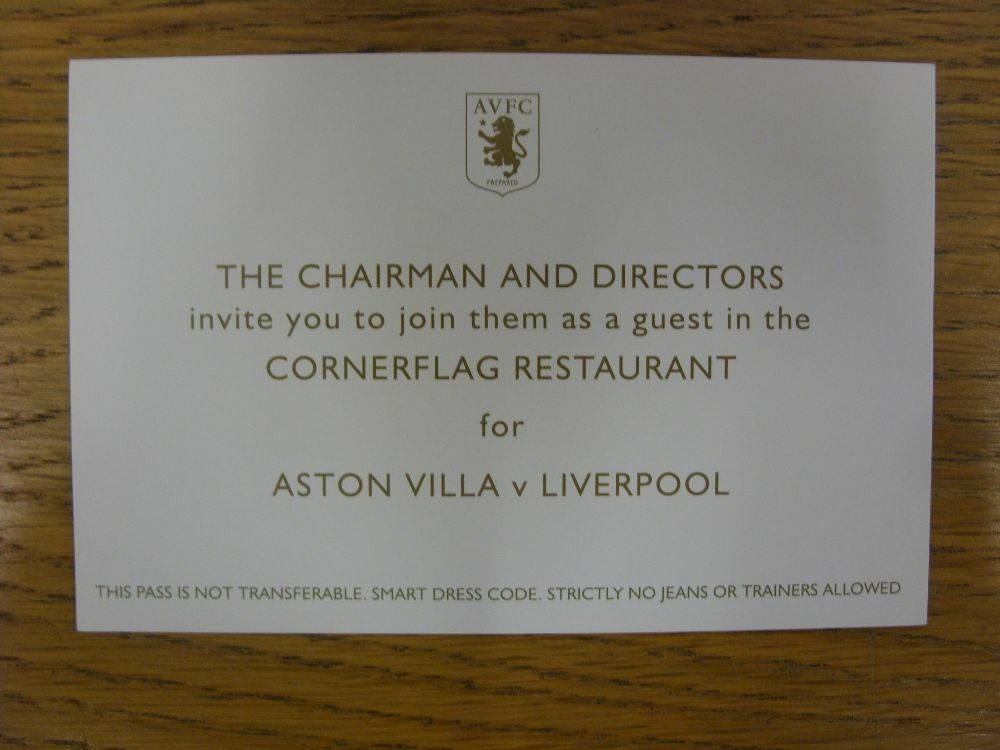 AVFC
PREPARED
THE CHAIRMAN AND DIRECTORS
invite you to join them as a guest in the
CORNERFLAG RESTAURANT
for
ASTON VILLA v LIVERPOOL
THIS PASS IS NOT TRANSFERABLE. SMART DRESS CODE. STRICTLY NO JEANS OR TRAINERS ALLOWED